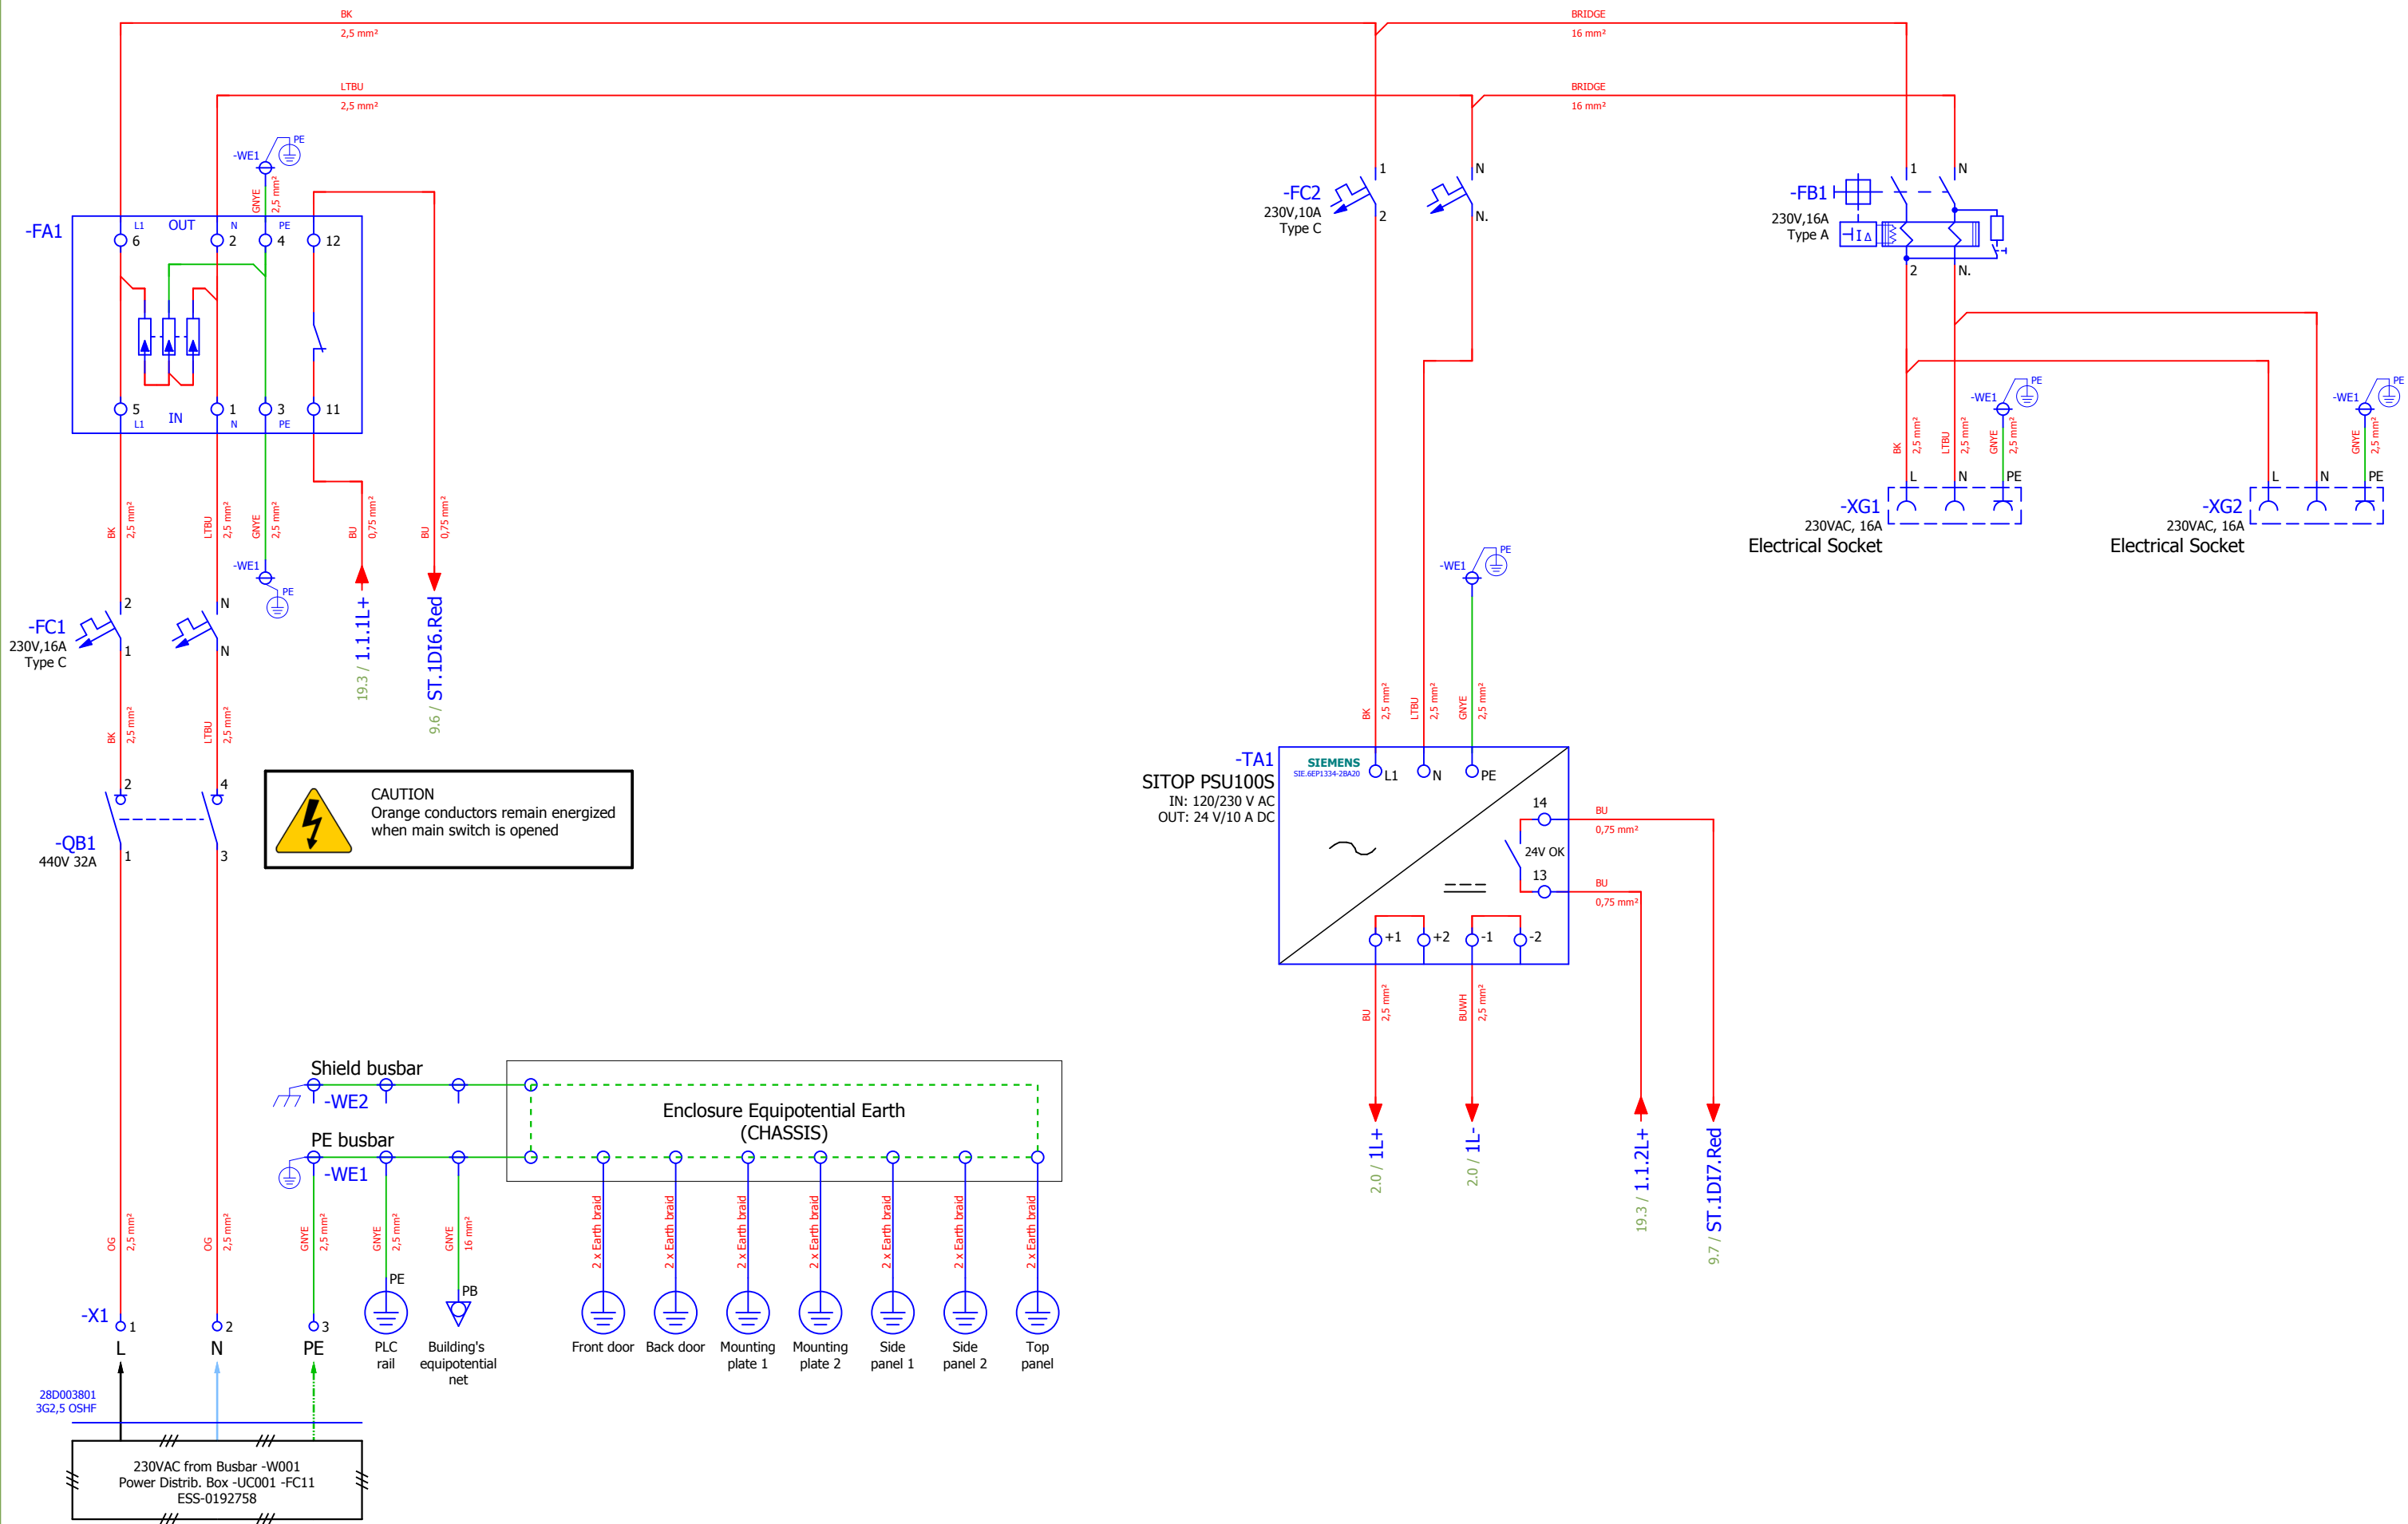 BK
2,5 mm²
BRIDGE
16 mm²
LTBU
2,5 mm²
BRIDGE
16 mm²
-WE1
PE
GNYE
2,5 mm²
-FA1
L1
OUT
N
PE
6
2
4
12
5
1
3
11
L1
IN
N
PE
-FC2
230V,10A
Type C
1
2
N
N.
-FB1
230V,16A
Type A
1
N
I Δ
2
N.
BK
2,5 mm²
LTBU
2,5 mm²
GNYE
2,5 mm²
-WE1
PE
L
N
PE
-XG1
230VAC, 16A
Electrical Socket
-WE1
PE
GNYE
2,5 mm²
L
N
PE
-XG2
230VAC, 16A
Electrical Socket
BK
2,5 mm²
LTBU
2,5 mm²
GNYE
2,5 mm²
-WE1
PE
BU
0,75 mm²
BU
0,75 mm²
19.3 / 1.1.1L+
9.6 / ST.1DI6.Red
-FC1
230V,16A
Type C
2
1
N
N
BK
2,5 mm²
LTBU
2,5 mm²
-QB1
440V 32A
2
1
4
3
CAUTION
Orange conductors remain energized
when main switch is opened
-WE1
PE
BK
2,5 mm²
LTBU
2,5 mm²
GNYE
2,5 mm²
-TA1
SITOP PSU100S
IN: 120/230 V AC
OUT: 24 V/10 A DC
SIEMENS
SIE.6EP1334-2BA20
L1
N
PE
14
24V OK
13
+1
+2
-1
-2
BU
0,75 mm²
BU
0,75 mm²
BU
2,5 mm²
BUWH
2,5 mm²
2.0 / 1L+
2.0 / 1L-
19.3 / 1.1.2L+
9.7 / ST.1DI7.Red
Shield busbar
-WE2
PE busbar
-WE1
Enclosure Equipotential Earth
(CHASSIS)
OG
2,5 mm²
OG
2,5 mm²
GNYE
2,5 mm²
GNYE
2,5 mm²
GNYE
16 mm²
2 x Earth braid
2 x Earth braid
2 x Earth braid
2 x Earth braid
2 x Earth braid
2 x Earth braid
2 x Earth braid
-X1
1
2
3
L
N
PE
PE
PLC
rail
PB
Building's
equipotential
net
Front door
Back door
Mounting
plate 1
Mounting
plate 2
Side
panel 1
Side
panel 2
Top
panel
28D003801
3G2,5 OSHF
230VAC from Busbar -W001
Power Distrib. Box -UC001 -FC11
ESS-0192758